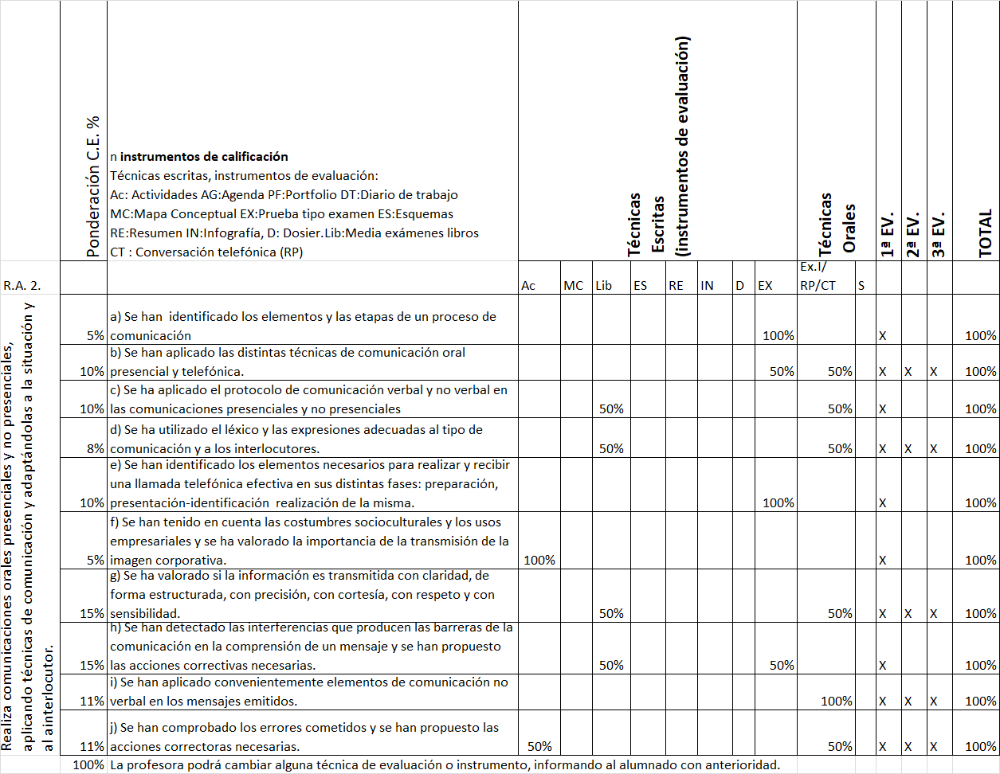 Ponderación C.E. %
n instrumentos de calificación
Técnicas escritas, instrumentos de evaluación:
Ac: Actividades AG:Agenda PF:Portfolio DT:Diario de trabajo
MC:Mapa Conceptual EX:Prueba tipo examen ES:Esquemas
RE:Resumen IN:Infografía, D: Dosier.Lib:Media exámenes libros
CT : Conversación telefónica (RP)
Técnicas
Escritas
(instrumentos de evaluación)
Técnicas
Orales
1ª EV.
2ª EV.
3ª EV.
TOTAL
R.A. 2.
Ac MC Lib ES RE IN D EX Ex.I/ RP/CT S
Realiza comunicaciones orales presenciales y no presenciales,
aplicando técnicas de comunicación y adaptándolas a la situación y
al ainterlocutor.
a) Se han identificado los elementos y las etapas de un proceso de
5% comunicación 100% X 100%
b) Se han aplicado las distintas técnicas de comunicación oral
10% presencial y telefónica. 50% 50% X X X 100%
c) Se ha aplicado el protocolo de comunicación verbal y no verbal en
10% las comunicaciones presenciales y no presenciales 50% 50% X 100%
d) Se ha utilizado el léxico y las expresiones adecuadas al tipo de
8% comunicación y a los interlocutores. 50% 50% X X X 100%
e) Se han identificado los elementos necesarios para realizar y recibir
una llamada telefónica efectiva en sus distintas fases: preparación,
10% presentación-identificación realización de la misma. 100% X 100%
f) Se han tenido en cuenta las costumbres socioculturales y los usos
empresariales y se ha valorado la importancia de la transmisión de la
5% imagen corporativa. 100% X 100%
g) Se ha valorado si la información es transmitida con claridad, de
forma estructurada, con precisión, con cortesía, con respeto y con
15% sensibilidad. 50% 50% X X X 100%
h) Se han detectado las interferencias que producen las barreras de la
comunicación en la comprensión de un mensaje y se han propuesto
15% las acciones correctivas necesarias. 50% 50% X 100%
i) Se han aplicado convenientemente elementos de comunicación no
11% verbal en los mensajes emitidos. 100% X X X 100%
j) Se han comprobado los errores cometidos y se han propuesto las
11% acciones correctoras necesarias. 50% 50% X X X 100%
100% La profesora podrá cambiar alguna técnica de evaluación o instrumento, informando al alumnado con anterioridad.